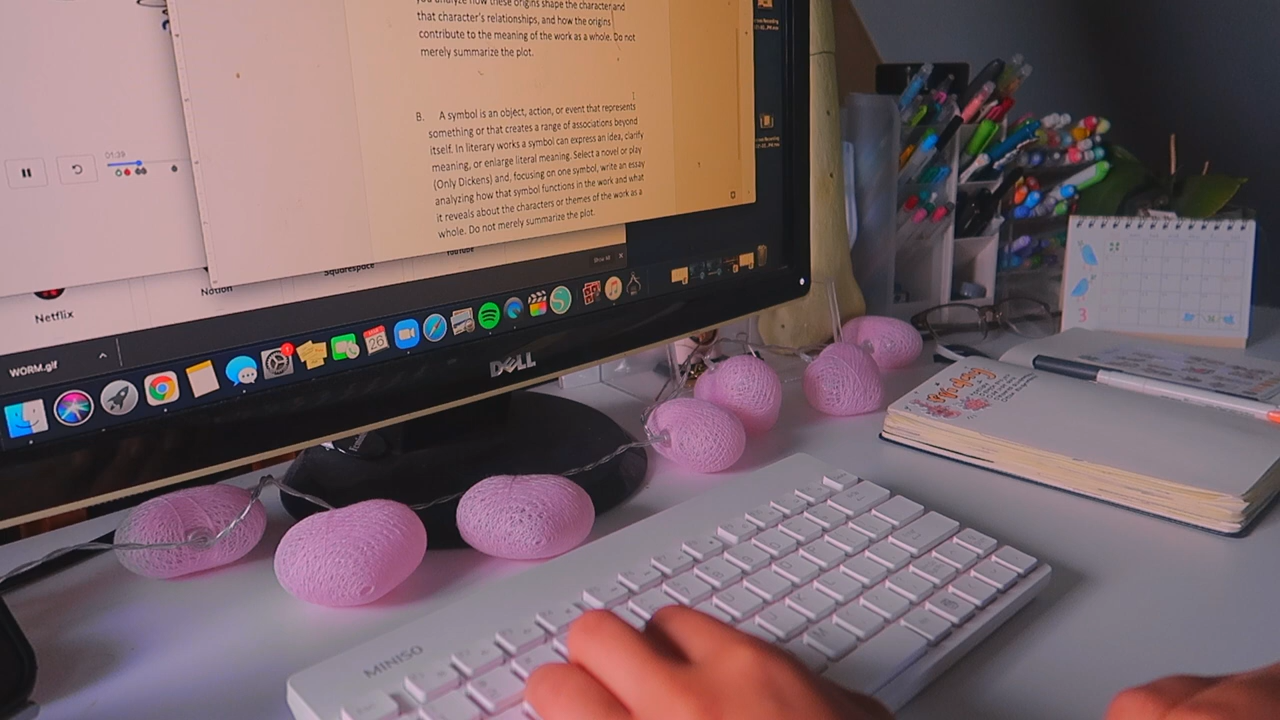 you analyze how these origins shape the character and
that character's relationships, and how the origins
contribute to the meaning of the work as a whole. Do not
merely summarize the plot.
B. A symbol is an object, action, or event that represents
something or that creates a range of associations beyond
itself. In literary works a symbol can express an idea, clarify
meaning, or enlarge literal meaning. Select a novel or play
(Only Dickens) and, focusing on one symbol, write an essay
analyzing how that symbol functions in the work and what
it reveals about the characters or themes of the work as a
whole. Do not merely summarize the plot.
01:39
Netflix
Notion
Squarespace
YouTube
Show All
WORM.gif
26
DELL
MINISO
3